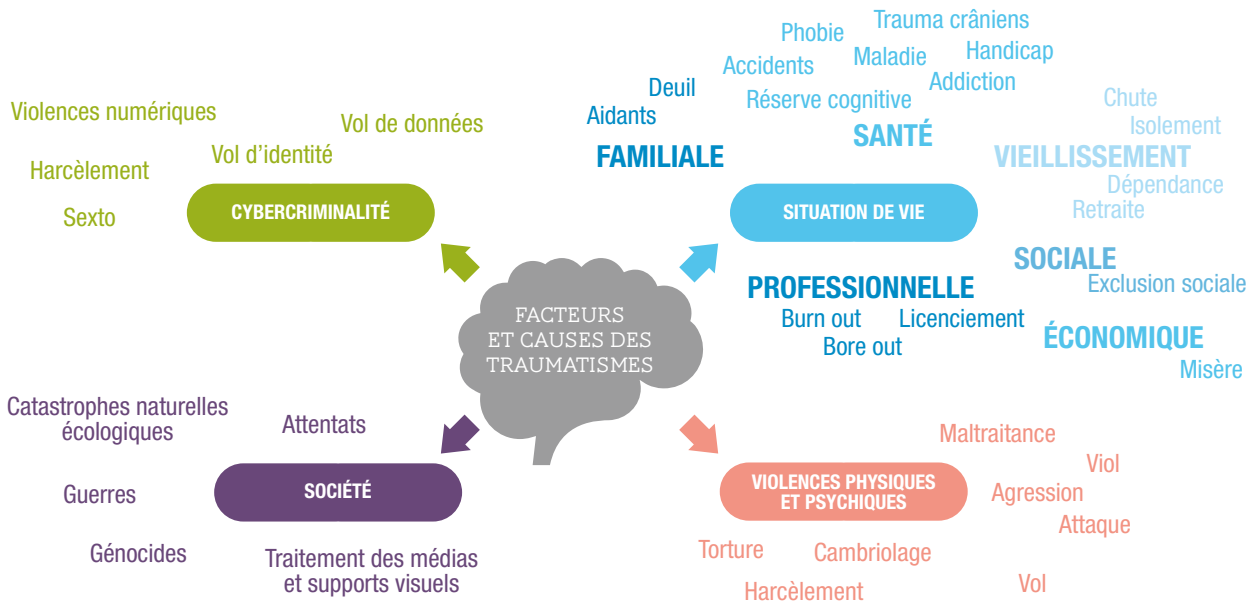 Violences numériques
Vol de données
Vol d'identité
Harcèlement
Sexto
CYBERCRIMINALITÉ
Phobie
Trauma crâniens
Accidents
Maladie
Handicap
Addiction
Deuil
Réserve cognitive
Aidants
FAMILIALE
SANTÉ
Chute
Isolement
VIEILLISSEMENT
Dépendance
Retraite
SITUATION DE VIE
SOCIALE
Exclusion sociale
PROFESSIONNELLE
Burn out
Licenciement
Bore out
ÉCONOMIQUE
Misère
FACTEURS
ET CAUSES DES
TRAUMATISMES
Catastrophes naturelles
écologiques
Attentats
SOCIÉTÉ
Guerres
Génocides
Traitement des médias
et supports visuels
VIOLENCES PHYSIQUES
ET PSYCHIQUES
Maltraitance
Viol
Agression
Attaque
Torture
Cambriolage
Harcèlement
Vol